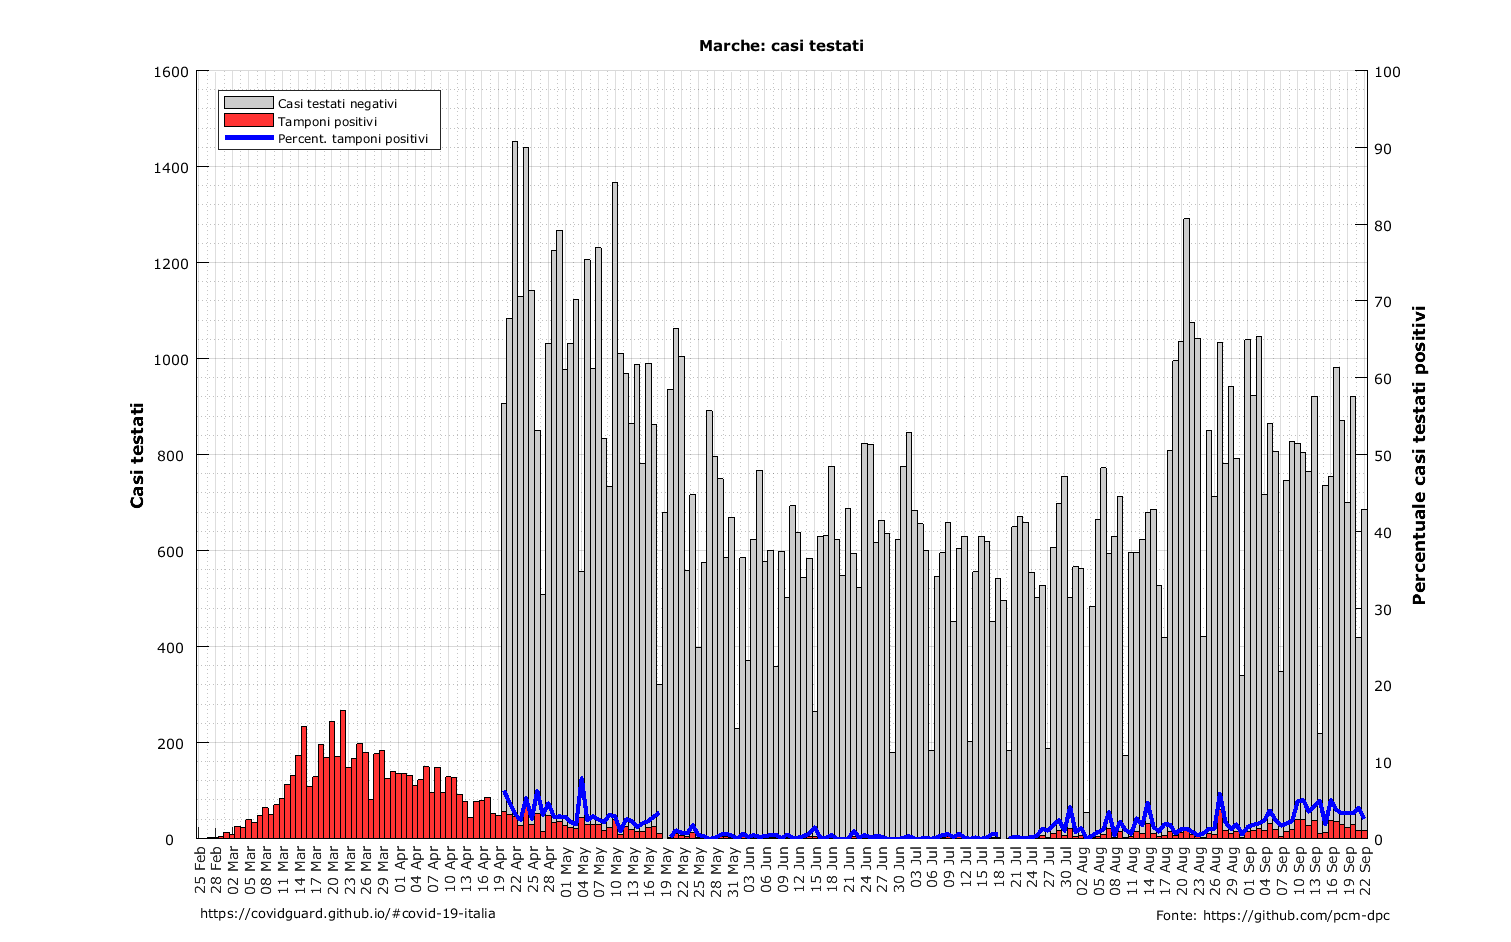 Marche: casi testati
Casi testati negativi
Tamponi positivi
Percent. tamponi positivi
Casi testati
1600
1400
1200
1000
800
600
400
200
0
100
90
80
70
60
50
40
30
20
10
0
Percentuale casi testati positivi
25 Feb
28 Feb
02 Mar
05 Mar
08 Mar
11 Mar
14 Mar
17 Mar
20 Mar
23 Mar
26 Mar
29 Mar
01 Apr
04 Apr
07 Apr
10 Apr
13 Apr
16 Apr
19 Apr
22 Apr
25 Apr
28 Apr
01 May
04 May
07 May
10 May
13 May
16 May
19 May
22 May
25 May
28 May
31 May
03 Jun
06 Jun
09 Jun
12 Jun
15 Jun
18 Jun
21 Jun
24 Jun
27 Jun
30 Jun
03 Jul
06 Jul
09 Jul
12 Jul
15 Jul
18 Jul
21 Jul
24 Jul
27 Jul
30 Jul
02 Aug
05 Aug
08 Aug
11 Aug
14 Aug
17 Aug
20 Aug
23 Aug
26 Aug
29 Aug
01 Sep
04 Sep
07 Sep
10 Sep
13 Sep
16 Sep
19 Sep
22 Sep
https://covidguard.github.io/#covid-19-italia
Fonte: https://github.com/pcm-dpc